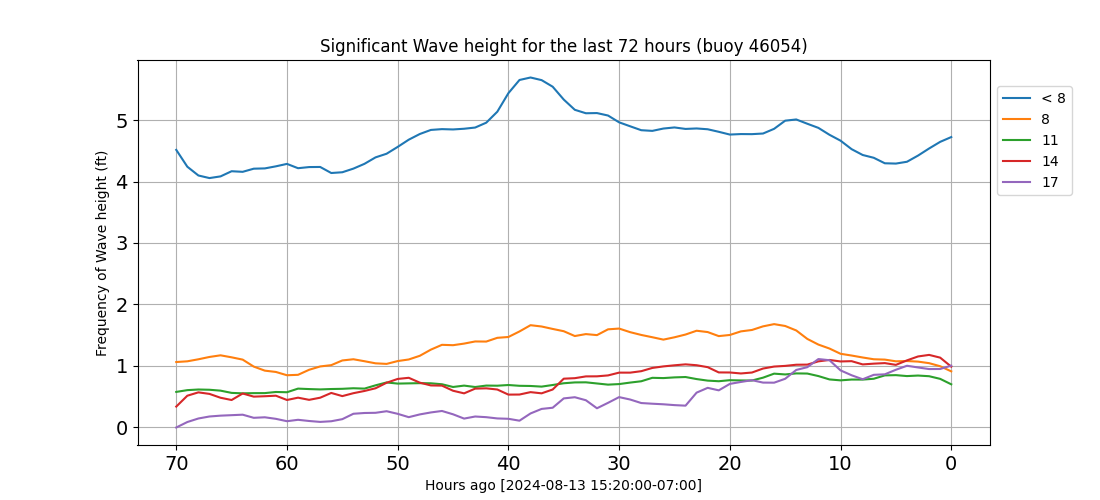 Significant Wave height for the last 72 hours (buoy 46054)
Frequency of Wave height (ft)
5
4
3
2
1
0
70 60 50 40 30 20 10 0
Hours ago [2024-08-13 15:20:00-07:00]
< 8
8
11
14
17